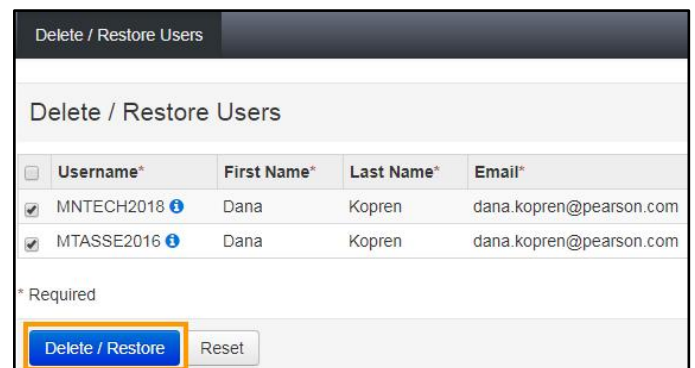 Delete / Restore Users
Delete / Restore Users
Username* First Name* Last Name* Email*
MNTECH2018 Dana Kopren dana.kopren@pearson.com
MTASSE2016 Dana Kopren dana.kopren@pearson.com
* Required
Delete / Restore Reset